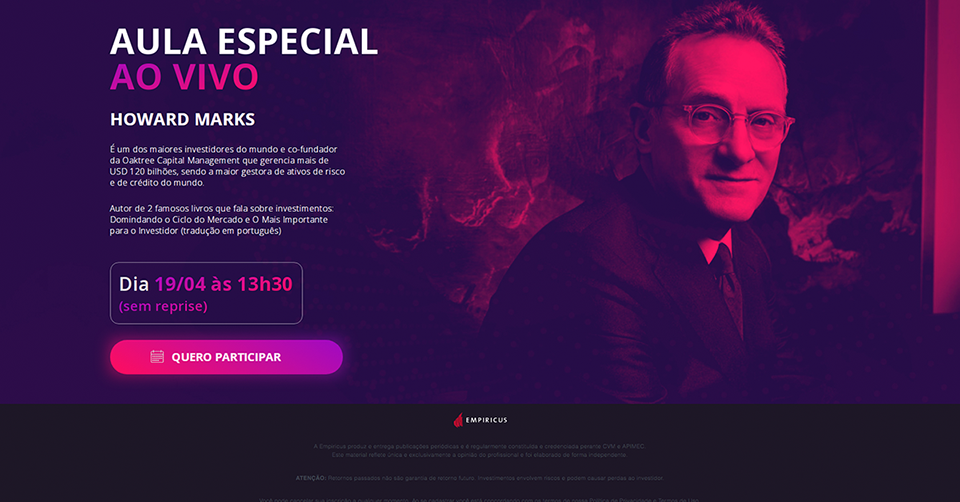 AULA ESPECIAL
AO VIVO
HOWARD MARKS
É um dos maiores investidores do mundo e co-fundador
da Oaktree Capital Management que gerencia mais de
USD 120 bilhões, sendo a maior gestora de ativos de risco
e de crédito do mundo.
Autor de 2 famosos livros que fala sobre investimentos:
Domindando o Ciclo do Mercado e O Mais Importante
para o Investidor (tradução em português)
Dia 19/04 às 13h30
(sem reprise)
QUERO PARTICIPAR
EMPIRICUS
A Empiricus produz e entrega publicações periódicas e é regularmente constituída e credenciada perante CVM e APIMEC.
Este material reflete única e exclusivamente a opinião do profissional e foi elaborado de forma independente.
ATENÇÃO: Retornos passados não são garantia de retorno futuro. Investimentos envolvem riscos e podem causar perdas ao investidor.